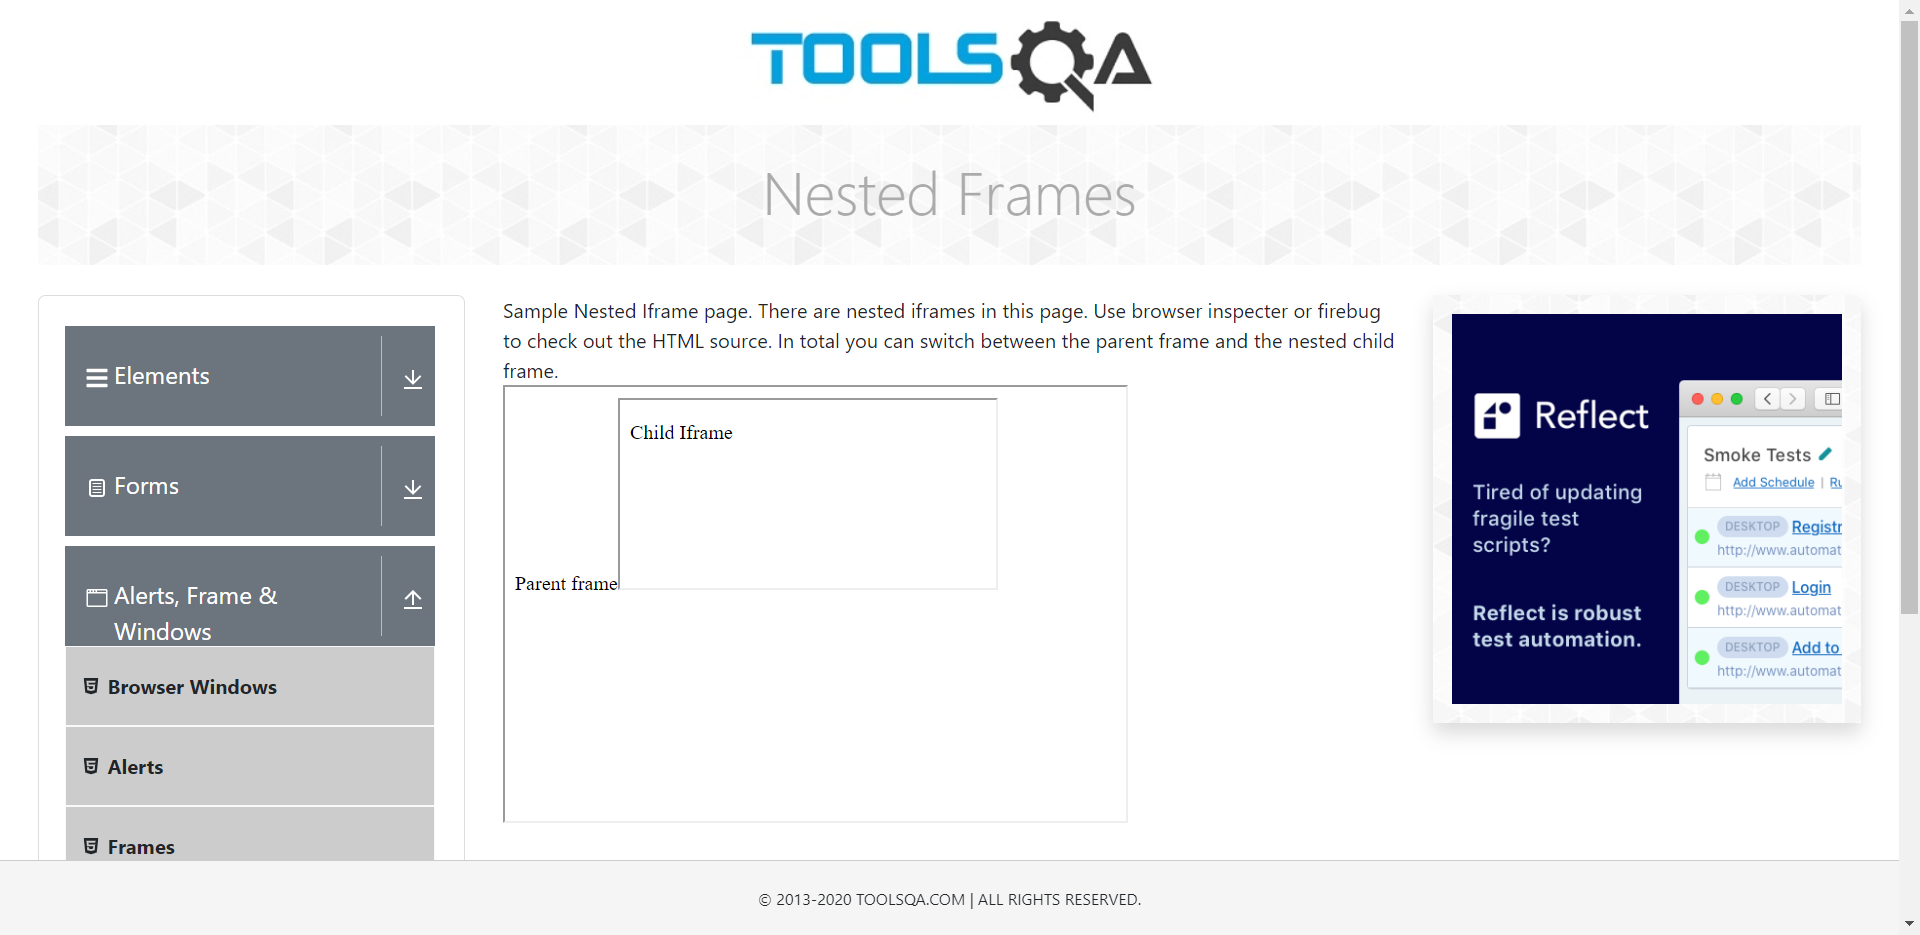 TOOLSQA
Nested Frames
Elements
Forms
Alerts, Frame &
Windows
Browser Windows
Alerts
Frames
Sample Nested Iframe page. There are nested iframes in this page. Use browser inspecter or firebug
to check out the HTML source. In total you can switch between the parent frame and the nested child
frame.
Child Iframe
Parent frame
Reflect
Tired of updating
fragile test
scripts?
Reflect is robust
test automation.
Smoke Tests
Add Schedule | Ru
DESKTOP Registr
http://www.automat
DESKTOP Login
http://www.automat
DESKTOP Add to
http://www.automat
© 2013-2020 TOOLSQA.COM | ALL RIGHTS RESERVED.